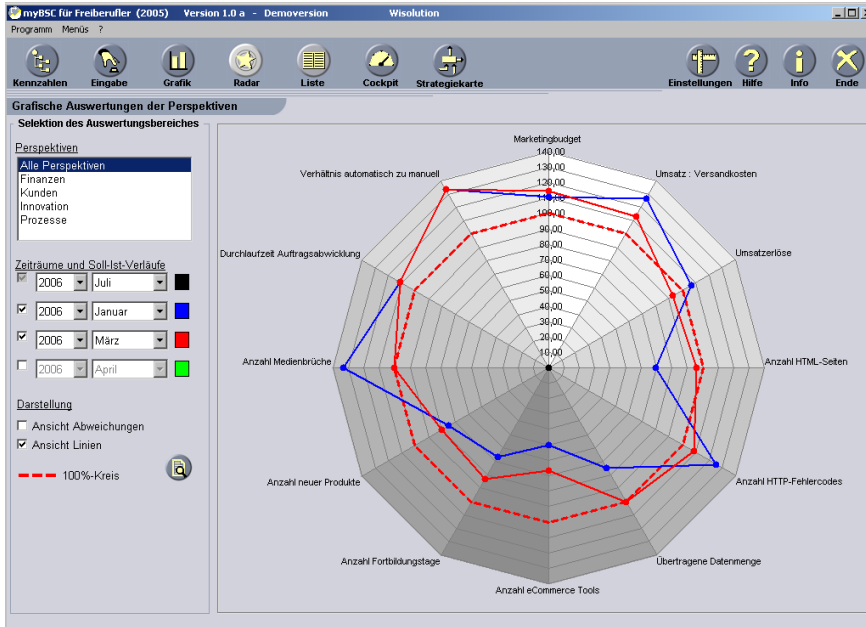 myBSC für Freiberufler (2005) Version 1.0 a - Demoversion Wisolution
Programm Menüs ?
Kennzahlen Eingabe Grafik Radar Liste Cockpit Strategiekarte Einstellungen Hilfe Info Ende
Grafische Auswertungen der Perspektiven
Selektion des Auswertungsbereiches
Perspektiven
Alle Perspektiven
Finanzen
Kunden
Innovation
Prozesse
Zeiträume und Soll-Ist-Verläufe
2006 Juli
2006 Januar
2006 März
2006 April
Darstellung
Ansicht Abweichungen
Ansicht Linien
100%-Kreis
Marketingbudget
140,00
130,00
120,00
110,00
100,00
90,00
80,00
70,00
60,00
50,00
40,00
30,00
20,00
10,00
Umsatz : Versandkosten
Umsatzerlöse
Anzahl HTML-Seiten
Anzahl HTTP-Fehlercodes
Übertragene Datenmenge
Anzahl eCommerce Tools
Anzahl Fortbildungstage
Anzahl neuer Produkte
Anzahl Medienbrüche
Durchlaufzeit Auftragsabwicklung
Verhältnis automatisch zu manuell